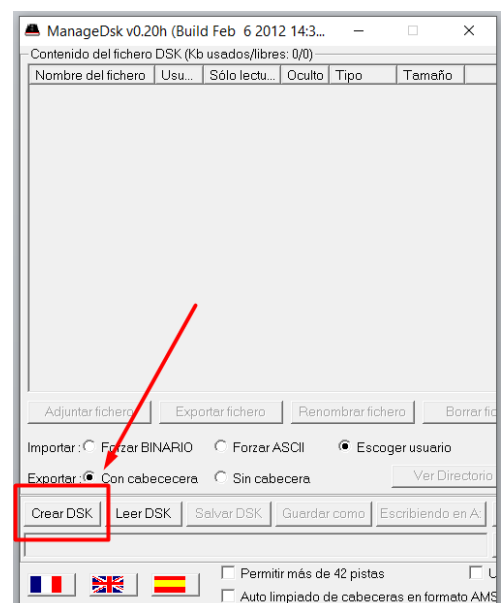 ManageDsk v0.20h (Build Feb 6 2012 14:3...
Contenido del fichero DSK (Kb usados/libres: 0/0)
Nombre del fichero Usu... Sólo lectu... Oculto Tipo Tamaño
Adjuntar fichero Exportar fichero Renombrar fichero Borrar fic
Importar : Forzar BINARIO Forzar ASCII Escoger usuario
Exportar : Con cabececera Sin cabecera Ver Directorio
Crear DSK Leer DSK Salvar DSK Guardar como Escribiendo en A:
Permitir más de 42 pistas U
Auto limpiado de cabeceras en formato AMS